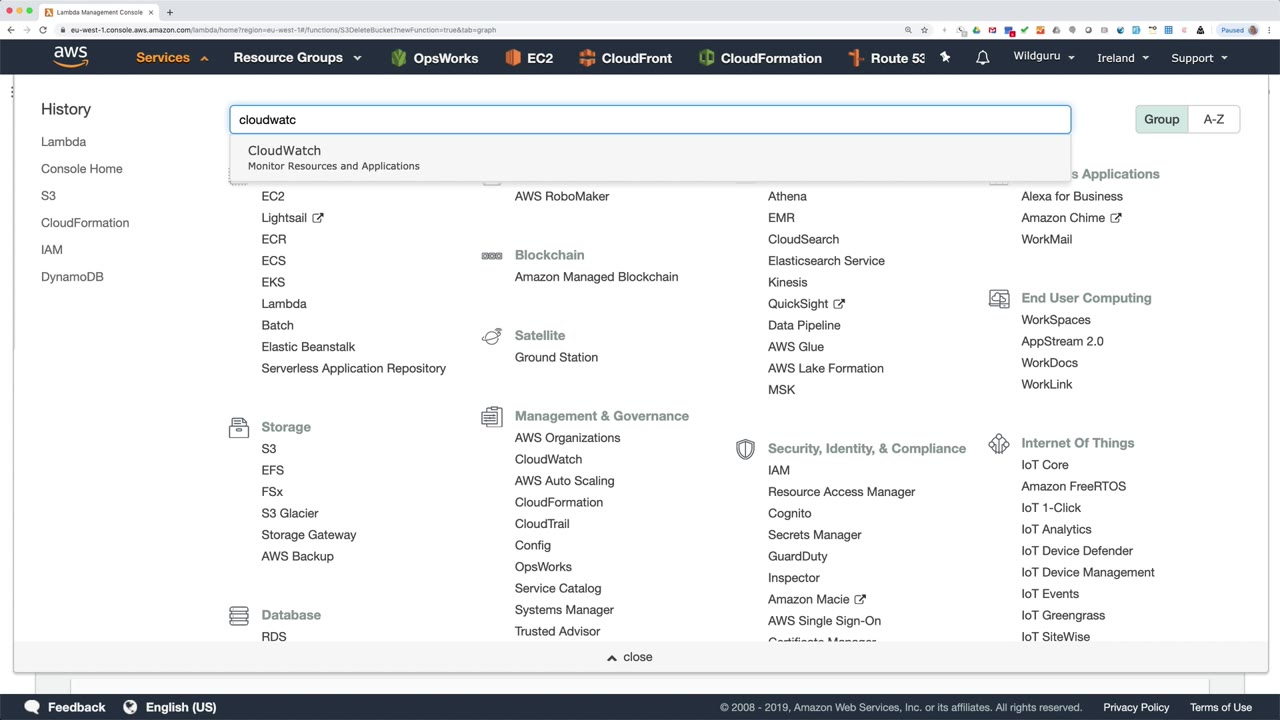 Lambda Management Console
eu-west-1.console.aws.amazon.com/lambda/home?region=eu-west-1#/functions/S3DeleteBucket?newFunction=true&tab=graph
Paused
aws
Services
Resource Groups
OpsWorks
EC2
CloudFront
CloudFormation
Route 53
Wildguru
Ireland
Support
History
Lambda
Console Home
S3
CloudFormation
IAM
DynamoDB
cloudwatc
CloudWatch
Monitor Resources and Applications
Group
A-Z
EC2
Lightsail
ECR
ECS
EKS
Lambda
Batch
Elastic Beanstalk
Serverless Application Repository
Storage
S3
EFS
FSx
S3 Glacier
Storage Gateway
AWS Backup
Database
RDS
AWS RoboMaker
Blockchain
Amazon Managed Blockchain
Satellite
Ground Station
Management & Governance
AWS Organizations
CloudWatch
AWS Auto Scaling
CloudFormation
CloudTrail
Config
OpsWorks
Service Catalog
Systems Manager
Trusted Advisor
Athena
EMR
CloudSearch
Elasticsearch Service
Kinesis
QuickSight
Data Pipeline
AWS Glue
AWS Lake Formation
MSK
Security, Identity, & Compliance
IAM
Resource Access Manager
Cognito
Secrets Manager
GuardDuty
Inspector
Amazon Macie
AWS Single Sign-On
Certificate Manager
s Applications
Alexa for Business
Amazon Chime
WorkMail
End User Computing
WorkSpaces
AppStream 2.0
WorkDocs
WorkLink
Internet Of Things
IoT Core
Amazon FreeRTOS
IoT 1-Click
IoT Analytics
IoT Device Defender
IoT Device Management
IoT Events
IoT Greengrass
IoT SiteWise
close
Feedback
English (US)
© 2008 - 2019, Amazon Web Services, Inc. or its affiliates. All rights reserved.
Privacy Policy
Terms of Use